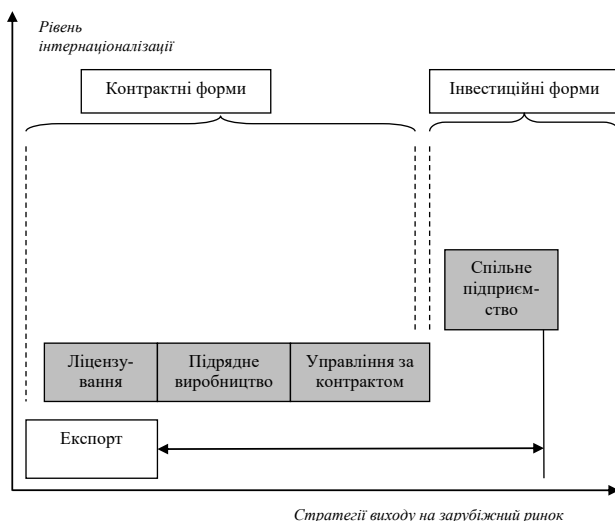 Рівень
інтернаціоналізації
Контрактні форми
Інвестиційні форми
Спільне
підприєм-
ство
Ліцензу-
вання
Підрядне
виробництво
Управління за
контрактом
Експорт
Стратегії виходу на зарубіжний ринок